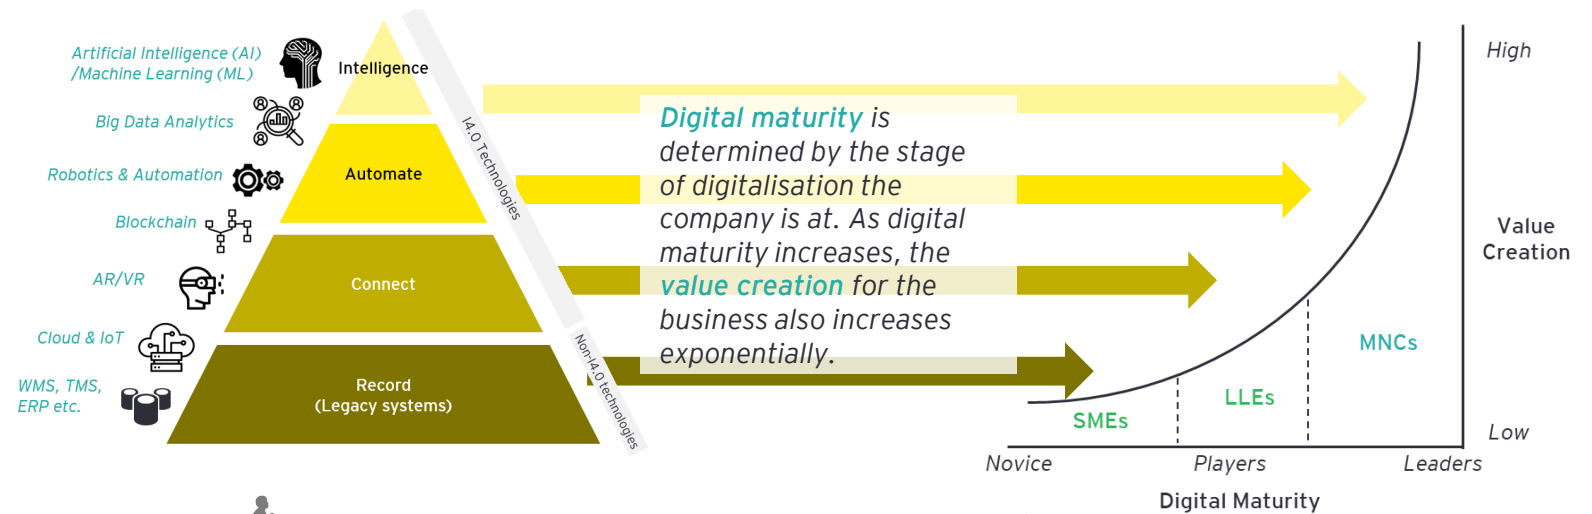 Artificial Intelligence (AI)
/Machine Learning (ML)
Big Data Analytics
Robotics & Automation
Blockchain
AR/VR
Cloud & IoT
WMS, TMS,
ERP etc.
Intelligence
Automate
Connect
Record
(Legacy systems)
I4.0 Technologies
Non-I4.0 technologies
Digital maturity is
determined by the stage
of digitalisation the
company is at. As digital
maturity increases, the
value creation for the
business also increases
exponentially.
High
Value
Creation
Low
MNCs
LLEs
SMEs
Novice
Players
Leaders
Digital Maturity